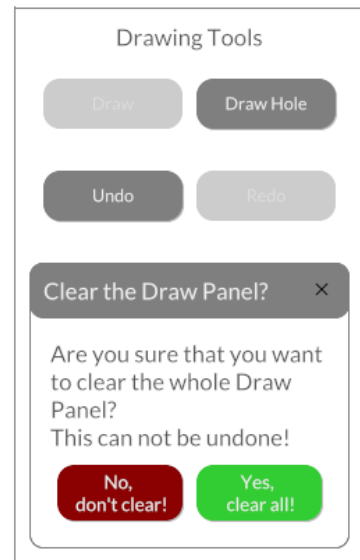 Drawing Tools
Draw
Draw Hole
Undo
Redo
Clear the Draw Panel?
×
Are you sure that you want
to clear the whole Draw
Panel?
This can not be undone!
No,
don't clear!
Yes,
clear all!